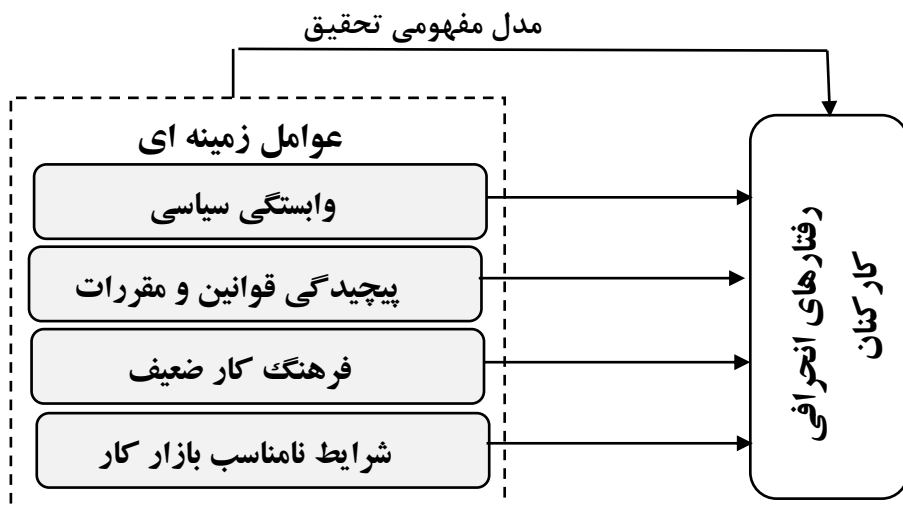 مدل مفهومی تحقیق
عوامل زمینه ای
وابستگی سیاسی
پیچیدگی قوانین و مقررات
فرهنگ کار ضعیف
شرایط نامناسب بازار کار
رفتارهای انحرافی
کارکنان